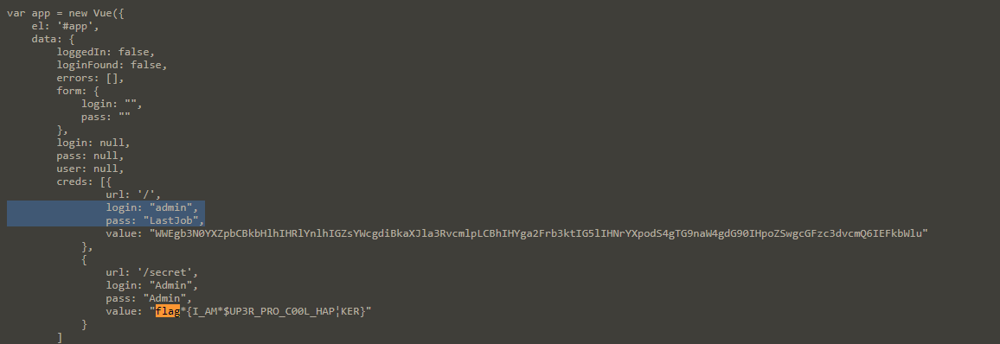 var app = new Vue({
el: '#app',
data: {
loggedIn: false,
loginFound: false,
errors: [],
form: {
login: "",
pass: ""
},
login: null,
pass: null,
user: null,
creds: [{
url: '/',
login: "admin",
pass: "LastJob",
value: "WWEgb3N0YXZpbCBkbHlhIHRlYnlhIGZsYWcgdiBkaXJla3RvcmlpLCBhIHYga2Frb3ktIG5lIHNrYXpodS4gTG9naW4gdG90IHpoZSwgcGFzc3dvcmQ6IEFkbWlu"
},
{
url: '/secret',
login: "Admin",
pass: "Admin",
value: "flag*{I_AM*$UP3R_PRO_C00L_HAP¦KER}"
}
]